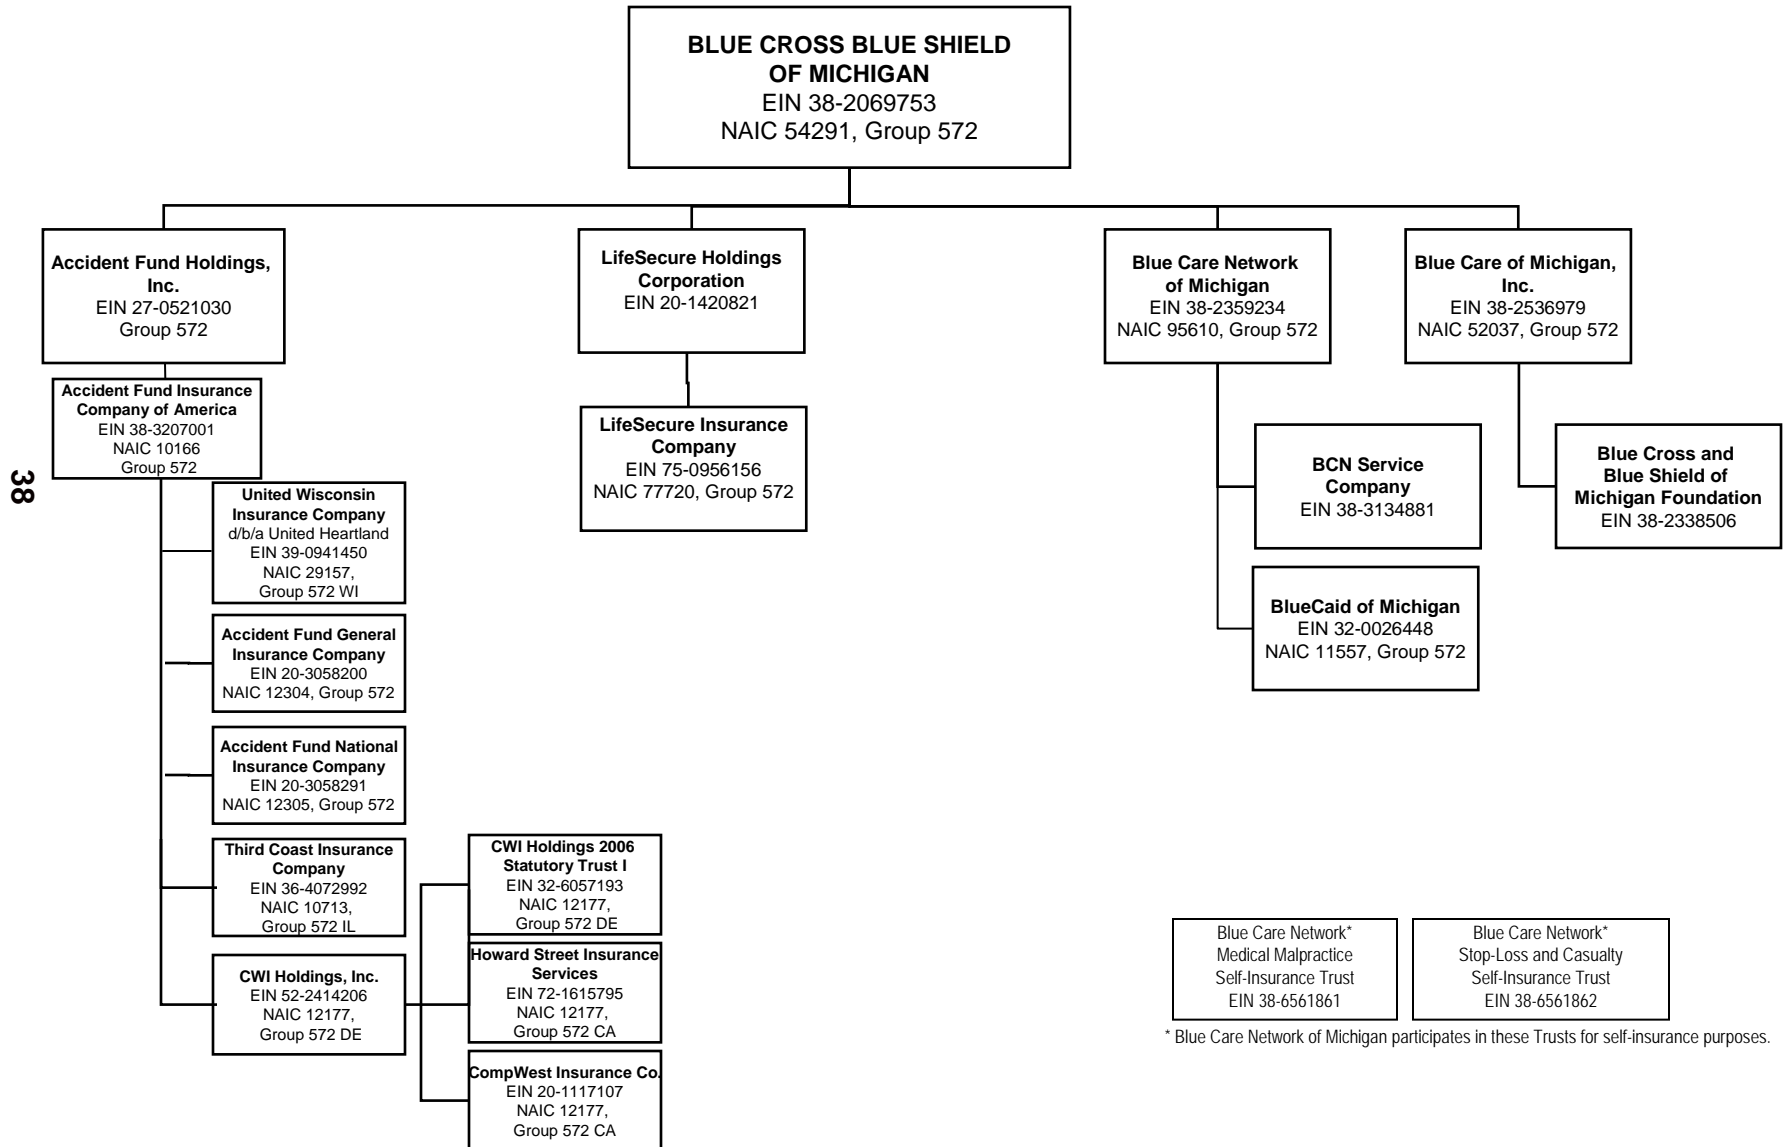 BLUE CROSS BLUE SHIELD
OF MICHIGAN
EIN 38-2069753
NAIC 54291, Group 572
Accident Fund Holdings,
Inc.
EIN 27-0521030
Group 572
LifeSecure Holdings
Corporation
EIN 20-1420821
Blue Care Network
of Michigan
EIN 38-2359234
NAIC 95610, Group 572
Blue Care of Michigan,
Inc.
EIN 38-2536979
NAIC 52037, Group 572
Accident Fund Insurance
Company of America
EIN 38-3207001
NAIC 10166
Group 572
LifeSecure Insurance
Company
EIN 75-0956156
NAIC 77720, Group 572
BCN Service
Company
EIN 38-3134881
Blue Cross and
Blue Shield of
Michigan Foundation
EIN 38-2338506
38
United Wisconsin
Insurance Company
d/b/a United Heartland
EIN 39-0941450
NAIC 29157,
Group 572 WI
BlueCaid of Michigan
EIN 32-0026448
NAIC 11557, Group 572
Accident Fund General
Insurance Company
EIN 20-3058200
NAIC 12304, Group 572
Accident Fund National
Insurance Company
EIN 20-3058291
NAIC 12305, Group 572
Third Coast Insurance
Company
EIN 36-4072992
NAIC 10713,
Group 572 IL
CWI Holdings 2006
Statutory Trust I
EIN 32-6057193
NAIC 12177,
Group 572 DE
CWI Holdings, Inc.
EIN 52-2414206
NAIC 12177,
Group 572 DE
Howard Street Insurance
Services
EIN 72-1615795
NAIC 12177,
Group 572 CA
CompWest Insurance Co.
EIN 20-1117107
NAIC 12177,
Group 572 CA
Blue Care Network*
Medical Malpractice
Self-Insurance Trust
EIN 38-6561861
Blue Care Network*
Stop-Loss and Casualty
Self-Insurance Trust
EIN 38-6561862
* Blue Care Network of Michigan participates in these Trusts for self-insurance purposes.